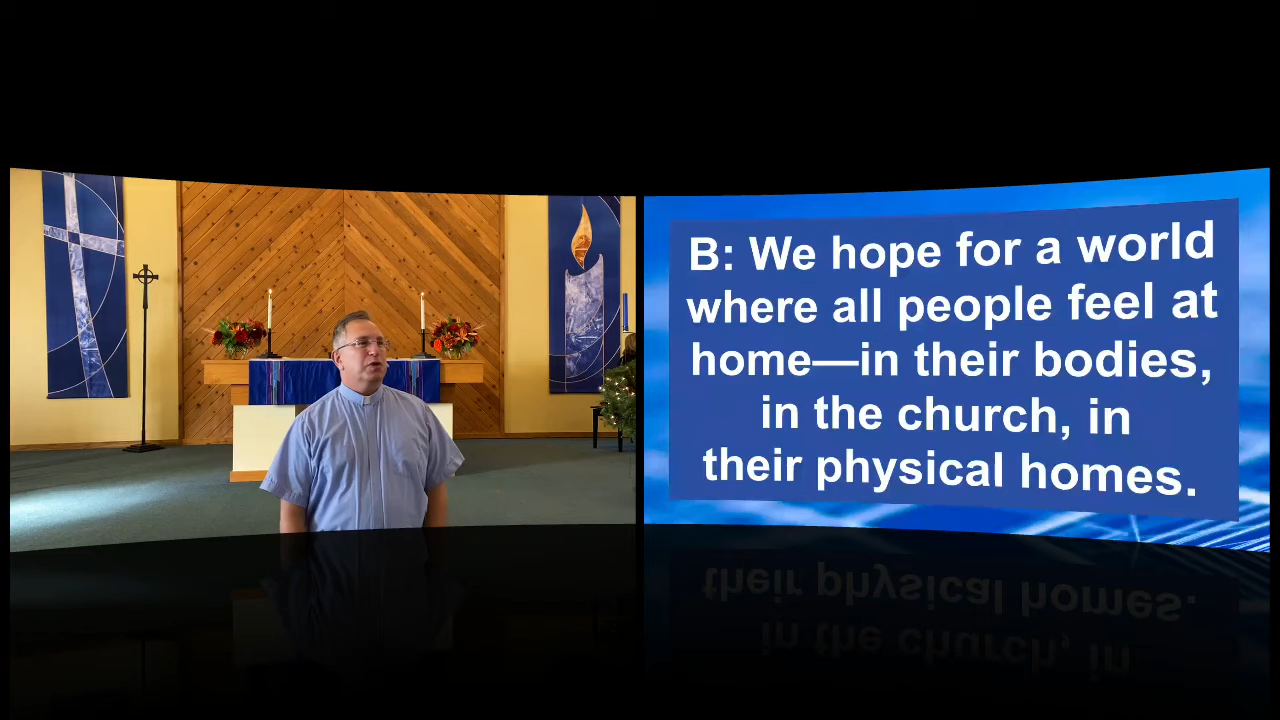 B: We hope for a world
where all people feel at
home—in their bodies,
in the church, in
their physical homes.